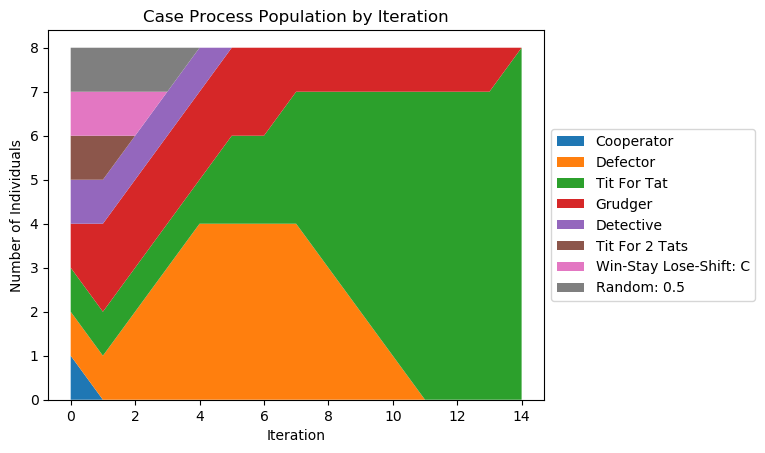 Case Process Population by Iteration
Number of Individuals
8
7
6
5
4
3
2
1
0
0 2 4 6 8 10 12 14
Iteration
Cooperator
Defector
Tit For Tat
Grudger
Detective
Tit For 2 Tats
Win-Stay Lose-Shift: C
Random: 0.5